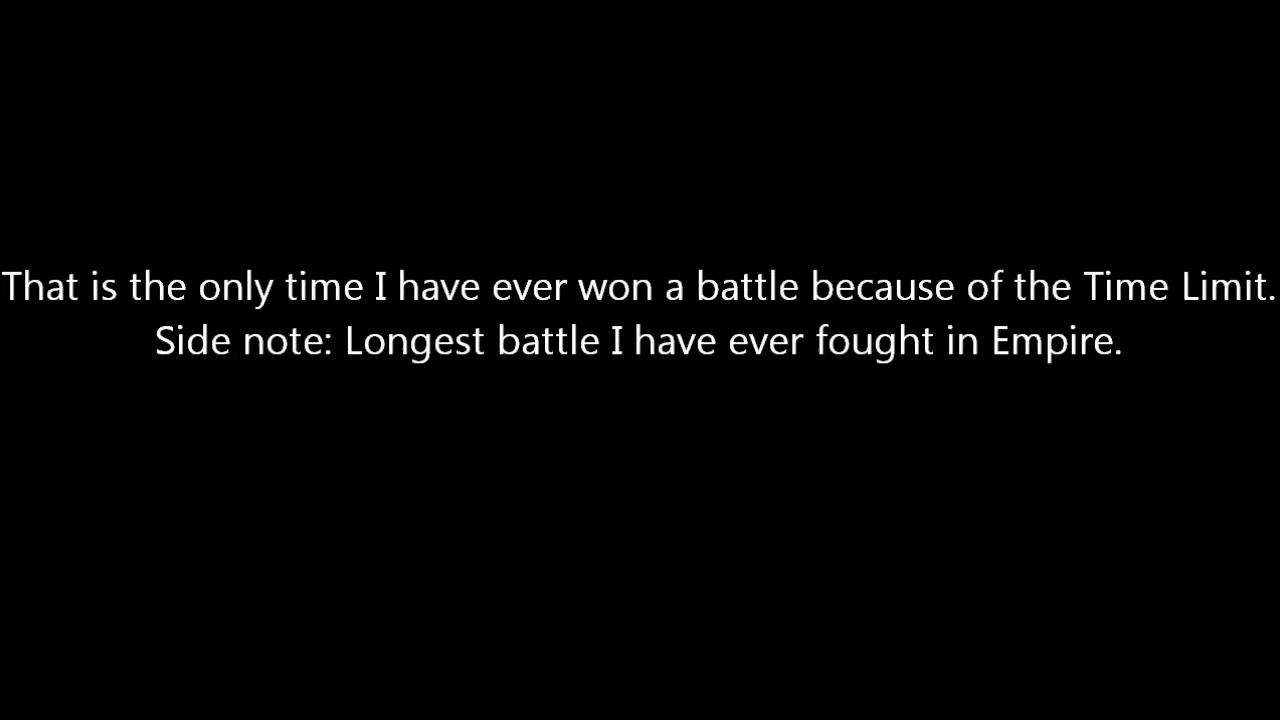 That is the only time I have ever won a battle because of the Time Limit.
Side note: Longest battle I have ever fought in Empire.